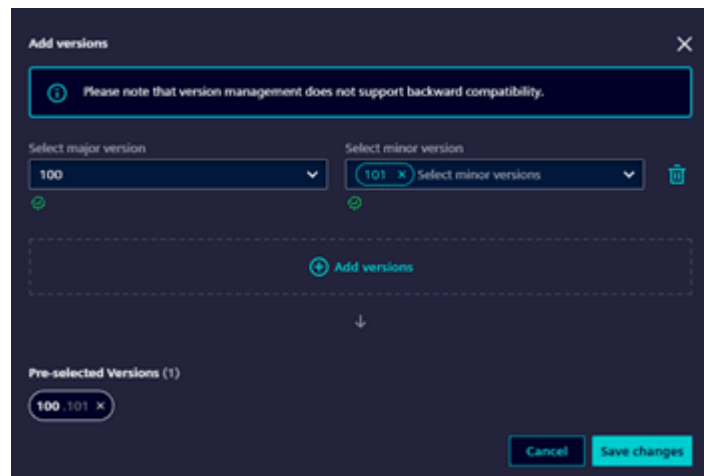 Add versions
Please note that version management does not support backward compatibility.
Select major version
Select minor version
100
101 × Select minor versions
Add versions
Pre-selected Versions (1)
100.101 ×
Cancel
Save changes